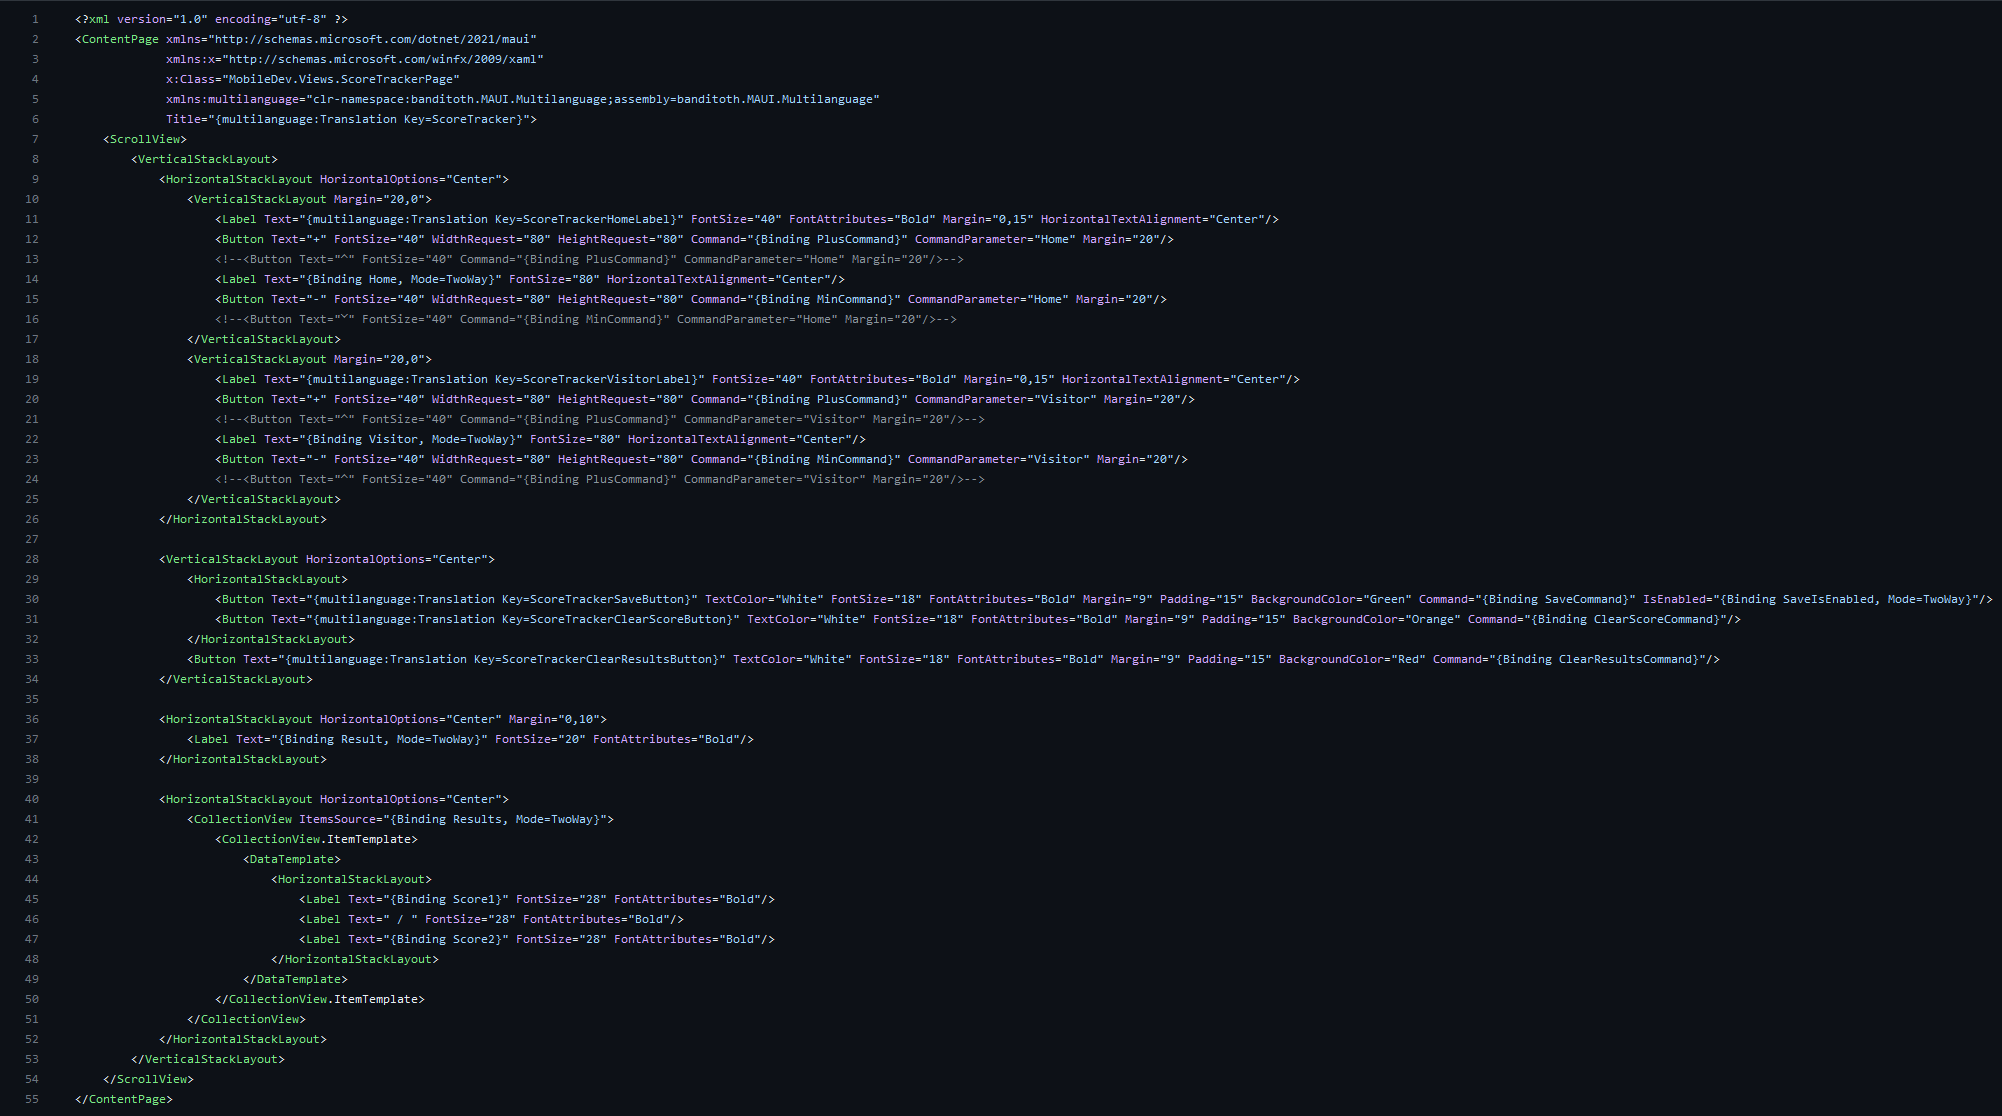 1 <?xml version="1.0" encoding="utf-8" ?>
2 <ContentPage xmlns="http://schemas.microsoft.com/dotnet/2021/maui"
3              xmlns:x="http://schemas.microsoft.com/winfx/2009/xaml"
4              x:Class="MobileDev.Views.ScoreTrackerPage"
5              xmlns:multilanguage="clr-namespace:banditoth.MAUI.Multilanguage;assembly=banditoth.MAUI.Multilanguage"
6              Title="{multilanguage:Translation Key=ScoreTracker}">
7     <ScrollView>
8         <VerticalStackLayout>
9             <HorizontalStackLayout HorizontalOptions="Center">
10                 <VerticalStackLayout Margin="20,0">
11                     <Label Text="{multilanguage:Translation Key=ScoreTrackerHomeLabel}" FontSize="40" FontAttributes="Bold" Margin="0,15" HorizontalTextAlignment="Center"/>
12                     <Button Text="+" FontSize="40" WidthRequest="80" HeightRequest="80" Command="{Binding PlusCommand}" CommandParameter="Home" Margin="20"/>
13                     <!--<Button Text="^" FontSize="40" Command="{Binding PlusCommand}" CommandParameter="Home" Margin="20"/>-->
14                     <Label Text="{Binding Home, Mode=TwoWay}" FontSize="80" HorizontalTextAlignment="Center"/>
15                     <Button Text="-" FontSize="40" WidthRequest="80" HeightRequest="80" Command="{Binding MinCommand}" CommandParameter="Home" Margin="20"/>
16                     <!--<Button Text="ˇ" FontSize="40" Command="{Binding MinCommand}" CommandParameter="Home" Margin="20"/>-->
17                 </VerticalStackLayout>
18                 <VerticalStackLayout Margin="20,0">
19                     <Label Text="{multilanguage:Translation Key=ScoreTrackerVisitorLabel}" FontSize="40" FontAttributes="Bold" Margin="0,15" HorizontalTextAlignment="Center"/>
20                     <Button Text="+" FontSize="40" WidthRequest="80" HeightRequest="80" Command="{Binding PlusCommand}" CommandParameter="Visitor" Margin="20"/>
21                     <!--<Button Text="^" FontSize="40" Command="{Binding PlusCommand}" CommandParameter="Visitor" Margin="20"/>-->
22                     <Label Text="{Binding Visitor, Mode=TwoWay}" FontSize="80" HorizontalTextAlignment="Center"/>
23                     <Button Text="-" FontSize="40" WidthRequest="80" HeightRequest="80" Command="{Binding MinCommand}" CommandParameter="Visitor" Margin="20"/>
24                     <!--<Button Text="^" FontSize="40" Command="{Binding PlusCommand}" CommandParameter="Visitor" Margin="20"/>-->
25                 </VerticalStackLayout>
26             </HorizontalStackLayout>
27
28             <VerticalStackLayout HorizontalOptions="Center">
29                 <HorizontalStackLayout>
30                     <Button Text="{multilanguage:Translation Key=ScoreTrackerSaveButton}" TextColor="White" FontSize="18" FontAttributes="Bold" Margin="9" Padding="15" BackgroundColor="Green" Command="{Binding SaveCommand}" IsEnabled="{Binding SaveIsEnabled, Mode=TwoWay}"/>
31                     <Button Text="{multilanguage:Translation Key=ScoreTrackerClearScoreButton}" TextColor="White" FontSize="18" FontAttributes="Bold" Margin="9" Padding="15" BackgroundColor="Orange" Command="{Binding ClearScoreCommand}"/>
32                 </HorizontalStackLayout>
33                 <Button Text="{multilanguage:Translation Key=ScoreTrackerClearResultsButton}" TextColor="White" FontSize="18" FontAttributes="Bold" Margin="9" Padding="15" BackgroundColor="Red" Command="{Binding ClearResultsCommand}"/>
34             </VerticalStackLayout>
35
36             <HorizontalStackLayout HorizontalOptions="Center" Margin="0,10">
37                 <Label Text="{Binding Result, Mode=TwoWay}" FontSize="20" FontAttributes="Bold"/>
38             </HorizontalStackLayout>
39
40             <HorizontalStackLayout HorizontalOptions="Center">
41                 <CollectionView ItemsSource="{Binding Results, Mode=TwoWay}">
42                     <CollectionView.ItemTemplate>
43                         <DataTemplate>
44                             <HorizontalStackLayout>
45                                 <Label Text="{Binding Score1}" FontSize="28" FontAttributes="Bold"/>
46                                 <Label Text=" / " FontSize="28" FontAttributes="Bold"/>
47                                 <Label Text="{Binding Score2}" FontSize="28" FontAttributes="Bold"/>
48                             </HorizontalStackLayout>
49                         </DataTemplate>
50                     </CollectionView.ItemTemplate>
51                 </CollectionView>
52             </HorizontalStackLayout>
53         </VerticalStackLayout>
54     </ScrollView>
55 </ContentPage>